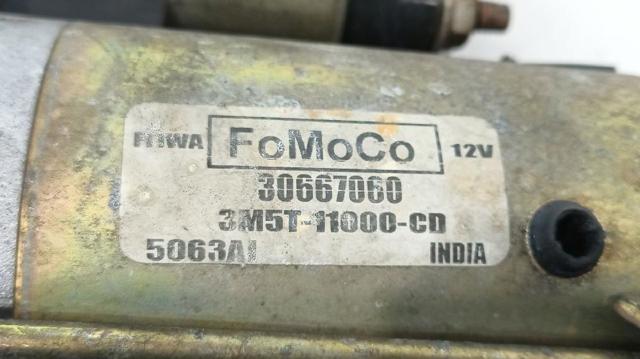 FoMoCo 12V
30667060
3M5T-11000-CD
5063AI INDIA